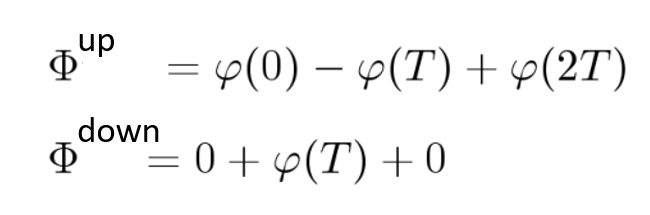 Φ^up = φ(0) − φ(T) + φ(2T)
Φ^down = 0 + φ(T) + 0